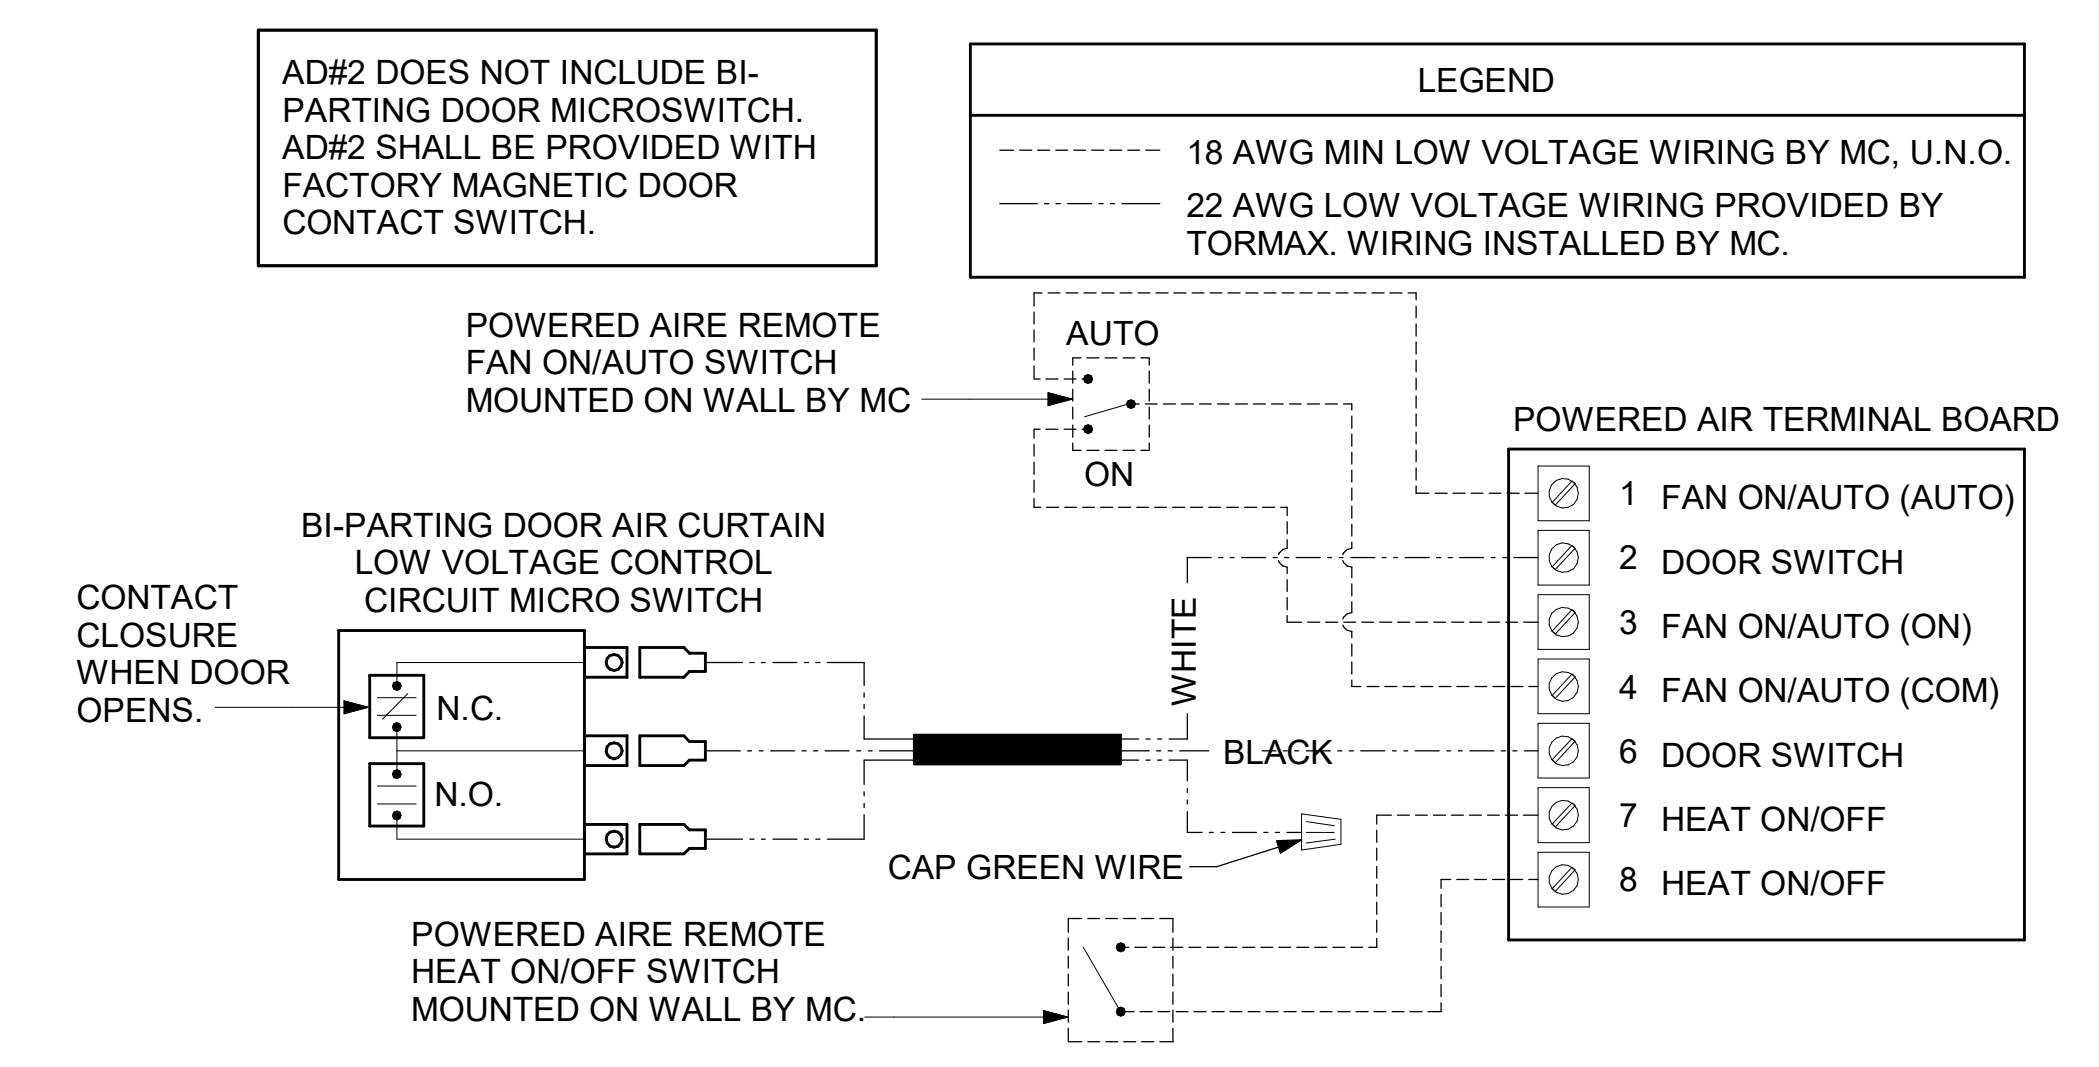 AD#2 DOES NOT INCLUDE BI-
PARTING DOOR MICROSWITCH.
AD#2 SHALL BE PROVIDED WITH
FACTORY MAGNETIC DOOR
CONTACT SWITCH.
LEGEND
18 AWG MIN LOW VOLTAGE WIRING BY MC, U.N.O.
22 AWG LOW VOLTAGE WIRING PROVIDED BY
TORMAX. WIRING INSTALLED BY MC.
POWERED AIRE REMOTE
FAN ON/AUTO SWITCH
MOUNTED ON WALL BY MC
AUTO
ON
POWERED AIR TERMINAL BOARD
1 FAN ON/AUTO (AUTO)
2 DOOR SWITCH
3 FAN ON/AUTO (ON)
4 FAN ON/AUTO (COM)
6 DOOR SWITCH
7 HEAT ON/OFF
8 HEAT ON/OFF
BI-PARTING DOOR AIR CURTAIN
LOW VOLTAGE CONTROL
CIRCUIT MICRO SWITCH
CONTACT
CLOSURE
WHEN DOOR
OPENS.
N.C.
N.O.
WHITE
BLACK
CAP GREEN WIRE
POWERED AIRE REMOTE
HEAT ON/OFF SWITCH
MOUNTED ON WALL BY MC.